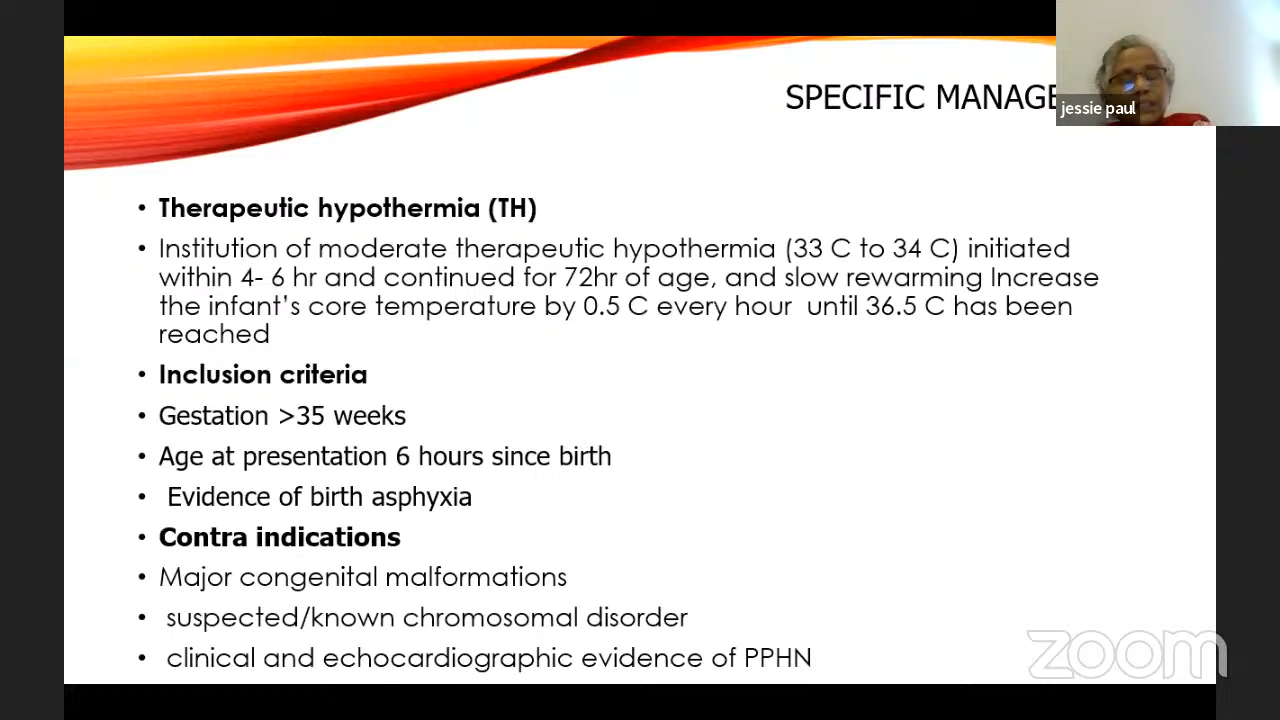 SPECIFIC MANAGE
jessie paul
• Therapeutic hypothermia (TH)
• Institution of moderate therapeutic hypothermia (33 C to 34 C) initiated
within 4- 6 hr and continued for 72hr of age, and slow rewarming Increase
the infant’s core temperature by 0.5 C every hour  until 36.5 C has been
reached
• Inclusion criteria
• Gestation >35 weeks
• Age at presentation 6 hours since birth
• Evidence of birth asphyxia
• Contra indications
• Major congenital malformations
• suspected/known chromosomal disorder
• clinical and echocardiographic evidence of PPHN
zoom